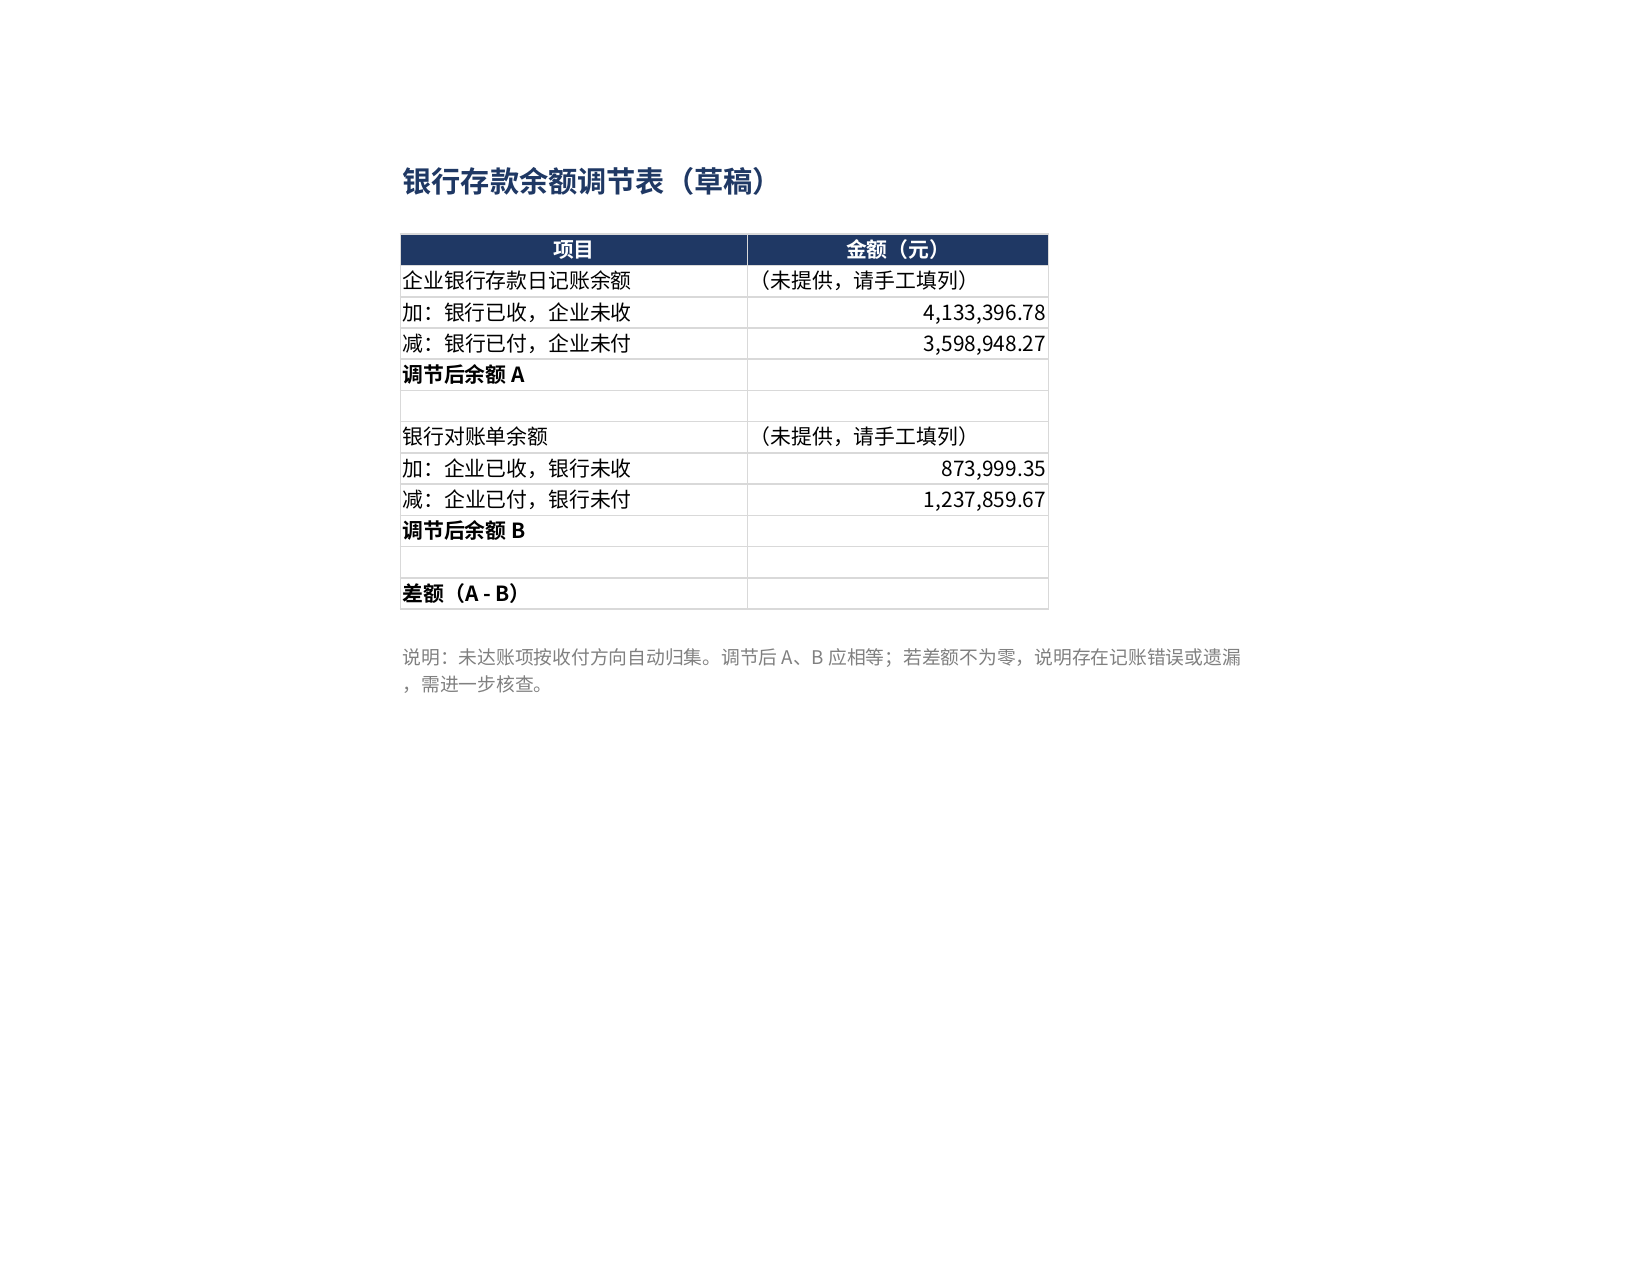 银行存款余额调节表（草稿）
项目 金额（元）
企业银行存款日记账余额 （未提供，请手工填列）
加：银行已收，企业未收 4,133,396.78
减：银行已付，企业未付 3,598,948.27
调节后余额 A
银行对账单余额 （未提供，请手工填列）
加：企业已收，银行未收 873,999.35
减：企业已付，银行未付 1,237,859.67
调节后余额 B
差额（A - B）
说明：未达账项按收付方向自动归集。调节后 A、B 应相等；若差额不为零，说明存在记账错误或遗漏
，需进一步核查。